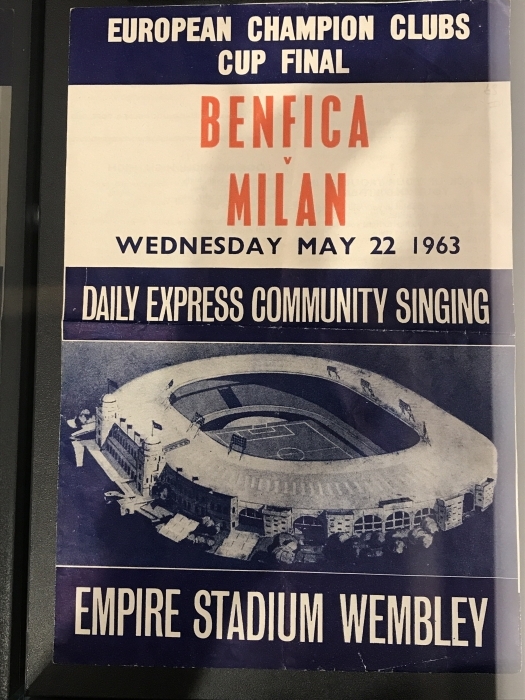 EUROPEAN CHAMPION CLUBS
CUP FINAL
BENFICA
v
MILAN
WEDNESDAY MAY 22 1963
DAILY EXPRESS COMMUNITY SINGING
EMPIRE STADIUM WEMBLEY